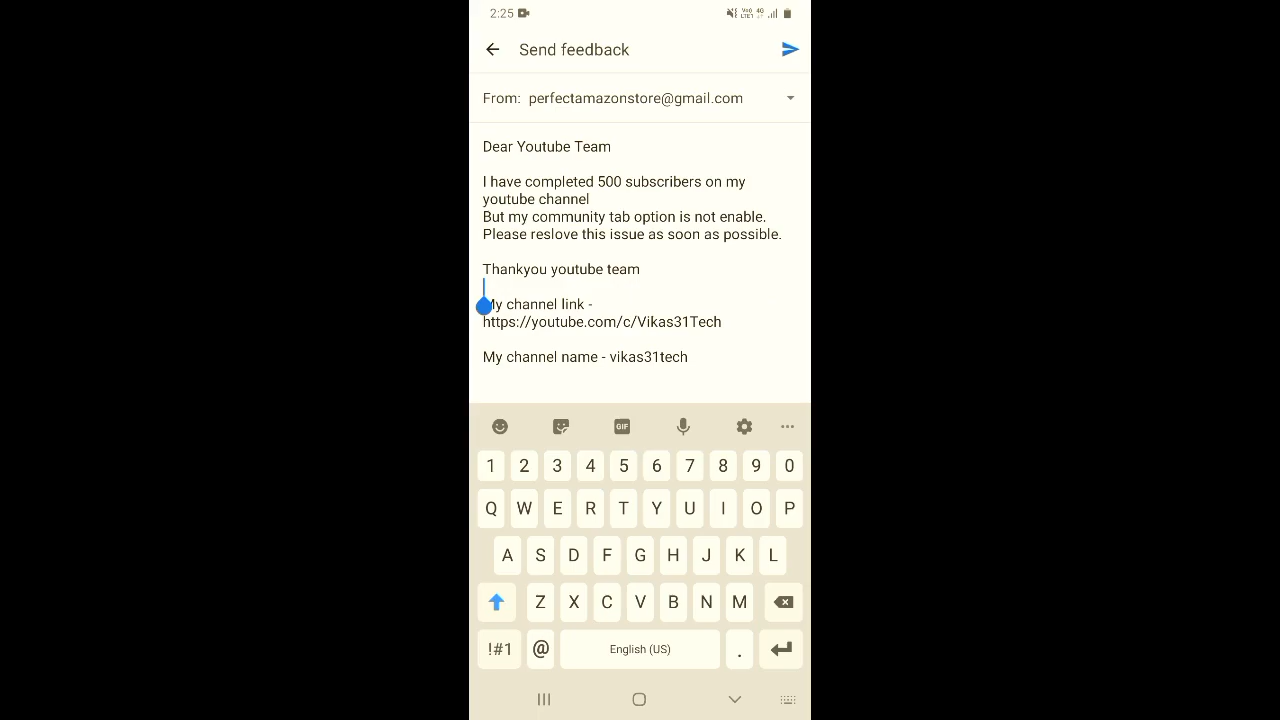 2:25
Send feedback
From: perfectamazonstore@gmail.com
Dear Youtube Team
I have completed 500 subscribers on my
youtube channel
But my community tab option is not enable.
Please reslove this issue as soon as possible.
Thankyou youtube team
My channel link -
https://youtube.com/c/Vikas31Tech
My channel name - vikas31tech
GIF
1 2 3 4 5 6 7 8 9 0
Q W E R T Y U I O P
A S D F G H J K L
Z X C V B N M
!#1 @ English (US) .